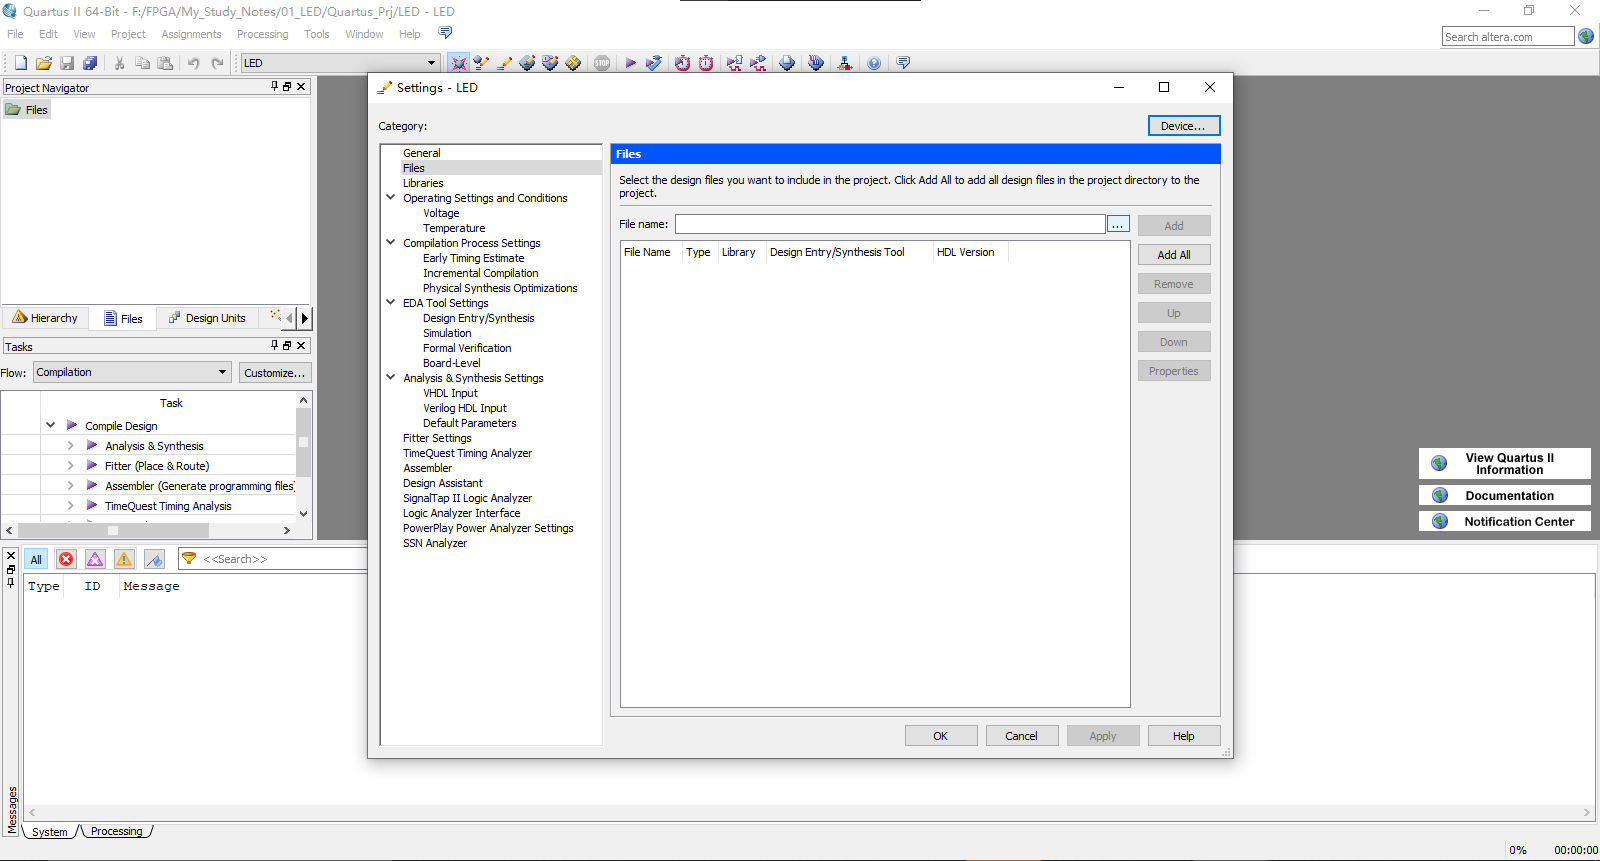 Quartus II 64-Bit - F:/FPGA/My_Study_Notes/01_LED/Quartus_Prj/LED - LED
File Edit View Project Assignments Processing Tools Window Help
Search altera.com
LED
STOP
Project Navigator
Files
Hierarchy Files Design Units
Tasks
Flow: Compilation Customize...
Task
Compile Design
Analysis & Synthesis
Fitter (Place & Route)
Assembler (Generate programming files)
TimeQuest Timing Analysis
Settings - LED
Category:
Device...
General
Files
Libraries
Operating Settings and Conditions
Voltage
Temperature
Compilation Process Settings
Early Timing Estimate
Incremental Compilation
Physical Synthesis Optimizations
EDA Tool Settings
Design Entry/Synthesis
Simulation
Formal Verification
Board-Level
Analysis & Synthesis Settings
VHDL Input
Verilog HDL Input
Default Parameters
Fitter Settings
TimeQuest Timing Analyzer
Assembler
Design Assistant
SignalTap II Logic Analyzer
Logic Analyzer Interface
PowerPlay Power Analyzer Settings
SSN Analyzer
Files
Select the design files you want to include in the project. Click Add All to add all design files in the project directory to the
project.
File name: ... Add
File Name Type Library Design Entry/Synthesis Tool HDL Version
Add All
Remove
Up
Down
Properties
OK Cancel Apply Help
View Quartus II
Information
Documentation
Notification Center
All <<Search>>
Type ID Message
Messages
System Processing
0% 00:00:00